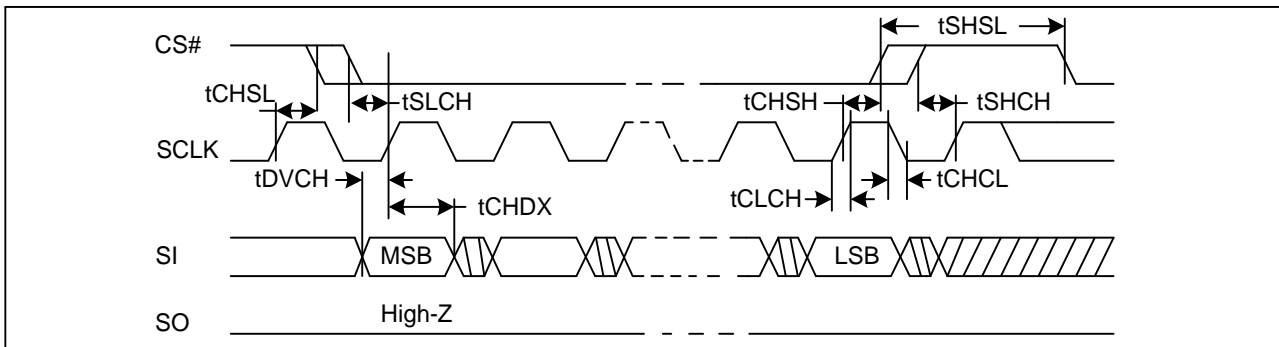 tSHSL
CS#
tCHSL
tSLCH
tCHSH
tSHCH
SCLK
tDVCH
tCHCL
tCLCH
tCHDX
SI
MSB
LSB
High-Z
SO